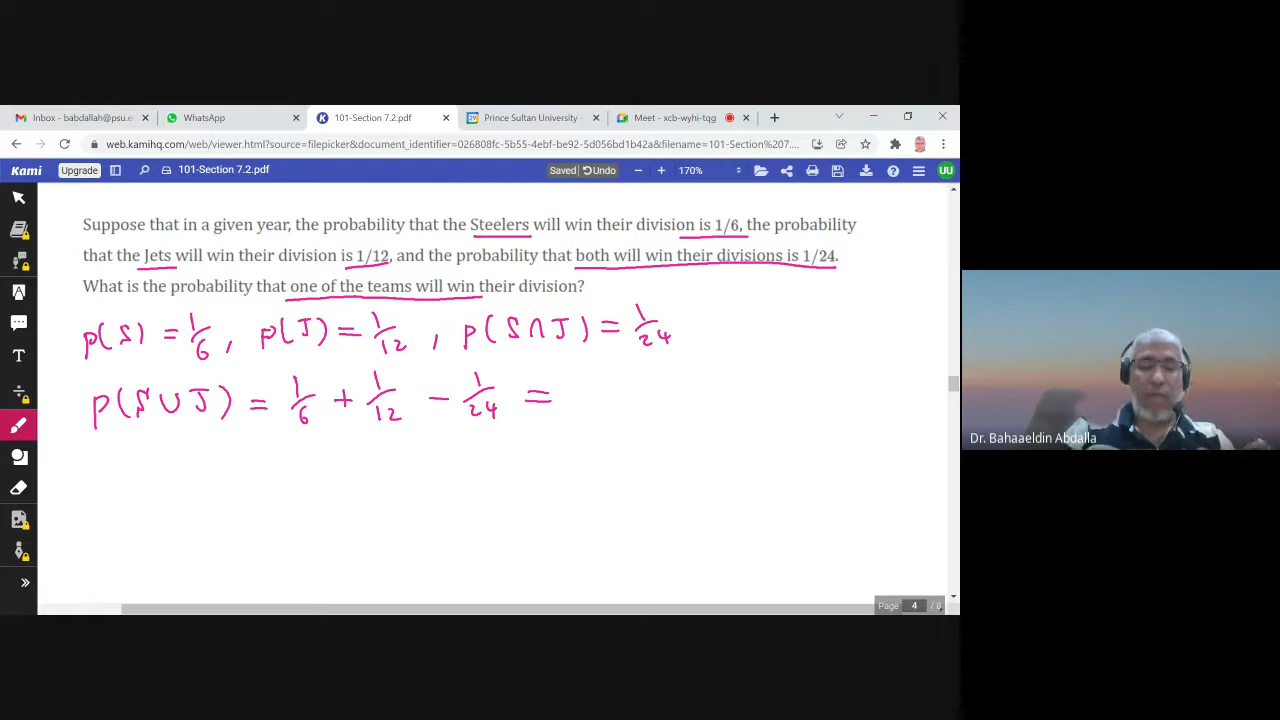 Inbox - babdallah@psu.e
WhatsApp
101-Section 7.2.pdf
Prince Sultan University -
Meet - xcb-wyhi-tqg
web.kamihq.com/web/viewer.html?source=filepicker&document_identifier=026808fc-5b55-4ebf-be92-5d056bd1b42a&filename=101-Section%207....
Kami
Upgrade
101-Section 7.2.pdf
Saved
Undo
170%
UU
Suppose that in a given year, the probability that the Steelers will win their division is 1/6, the probability
that the Jets will win their division is 1/12, and the probability that both will win their divisions is 1/24.
What is the probability that one of the teams will win their division?
P(S) = 1/6, P(J) = 1/12, P(S∩J) = 1/24
P(S∪J) = 1/6 + 1/12 − 1/24 =
Dr. Bahaaeldin Abdalla
Page 4 / 8